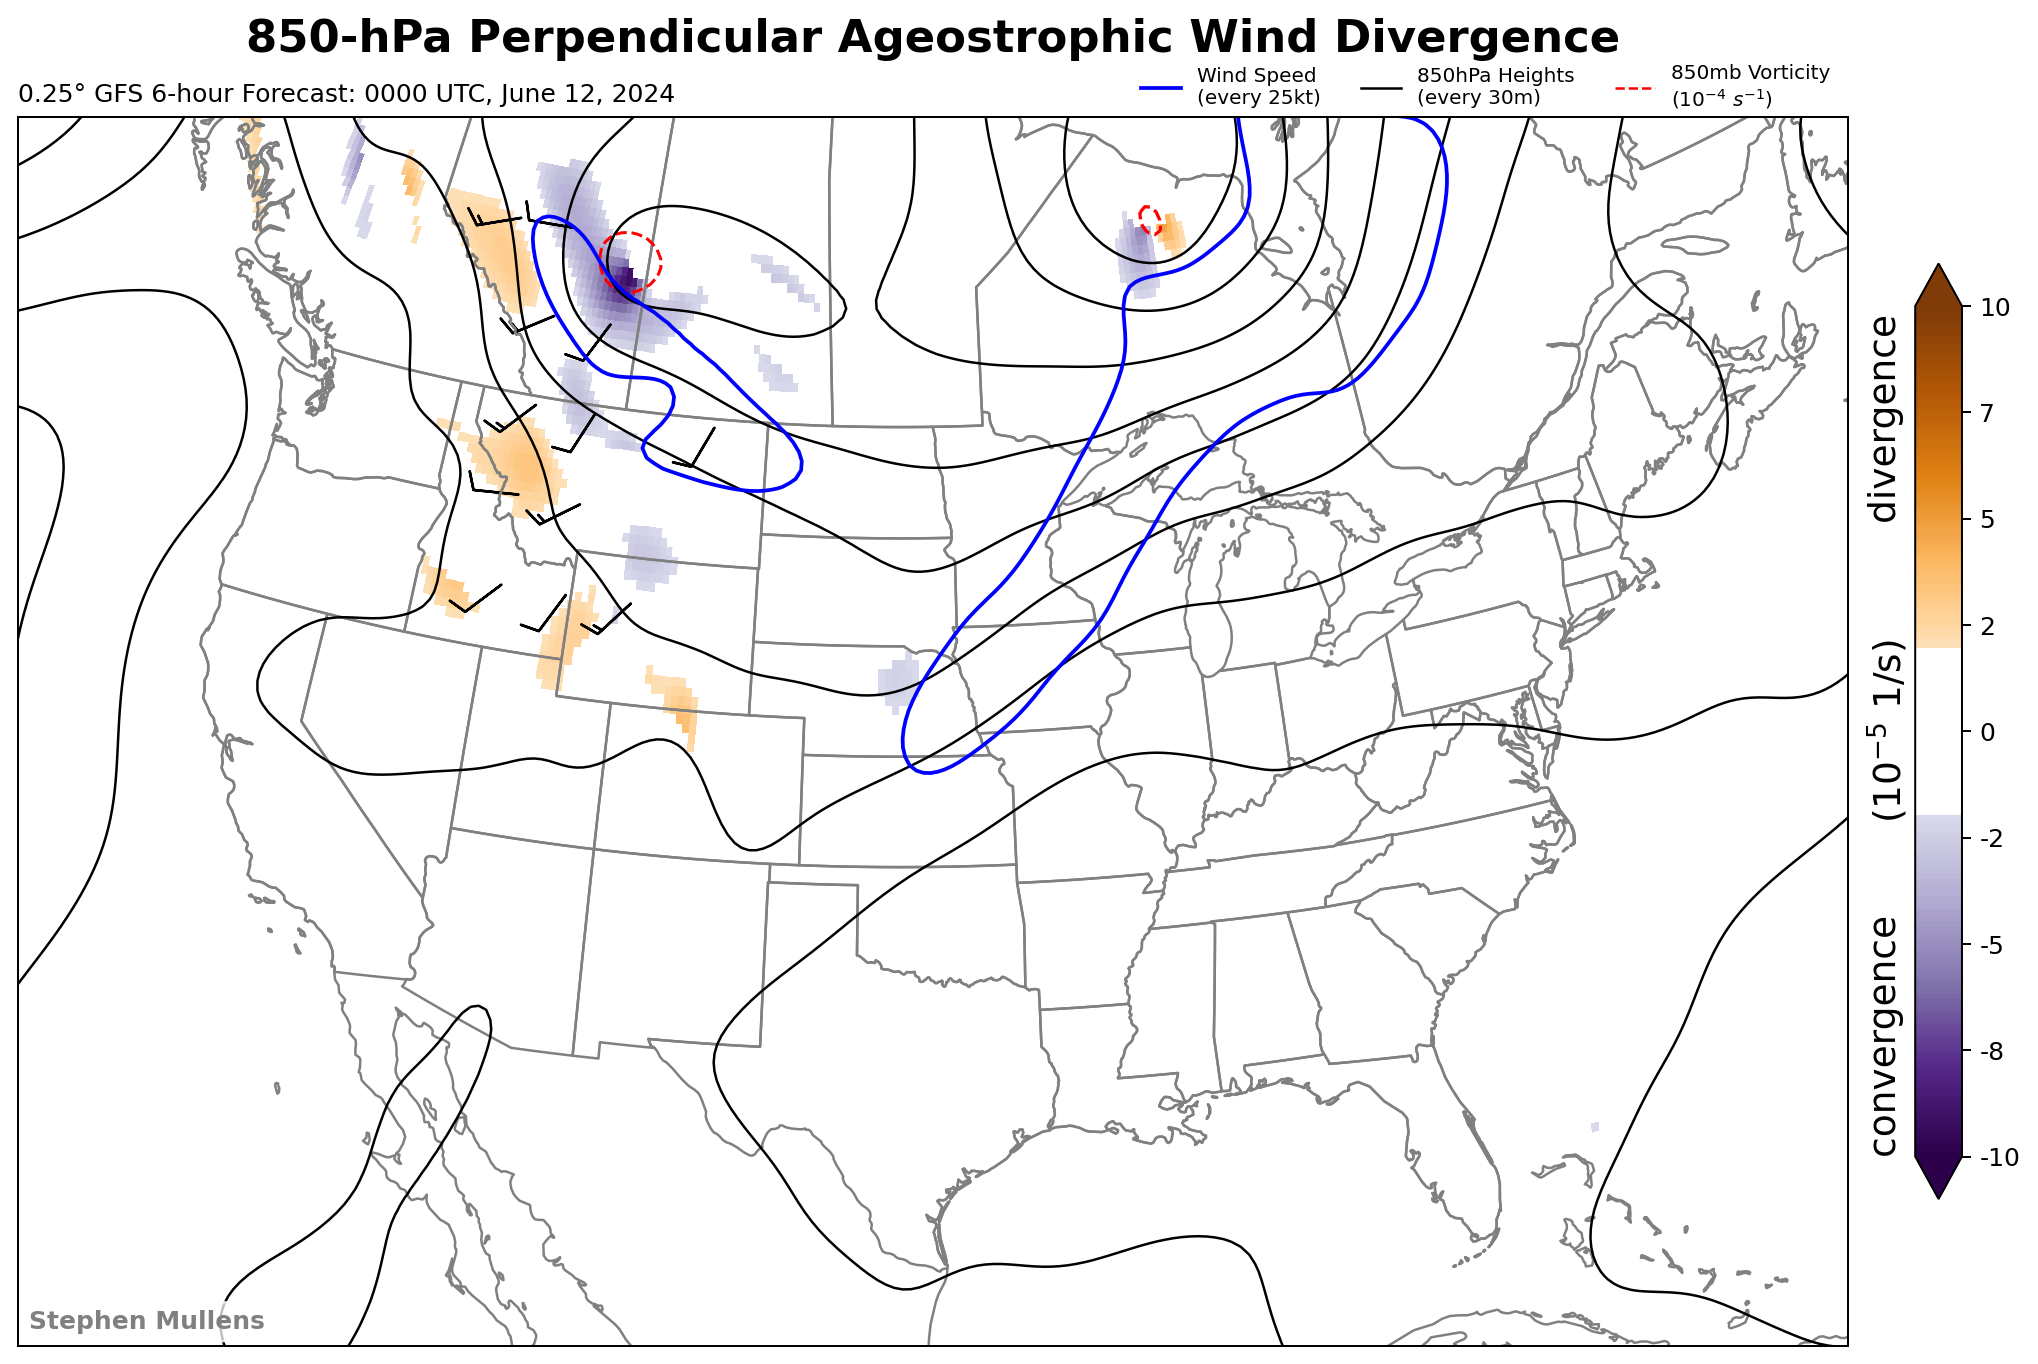 850-hPa Perpendicular Ageostrophic Wind Divergence
0.25° GFS 6-hour Forecast: 0000 UTC, June 12, 2024
Wind Speed
(every 25kt)
850hPa Heights
(every 30m)
850mb Vorticity
(10⁻⁴ s⁻¹)
10
7
5
2
0
-2
-5
-8
-10
convergence (10⁻⁵ 1/s) divergence
Stephen Mullens